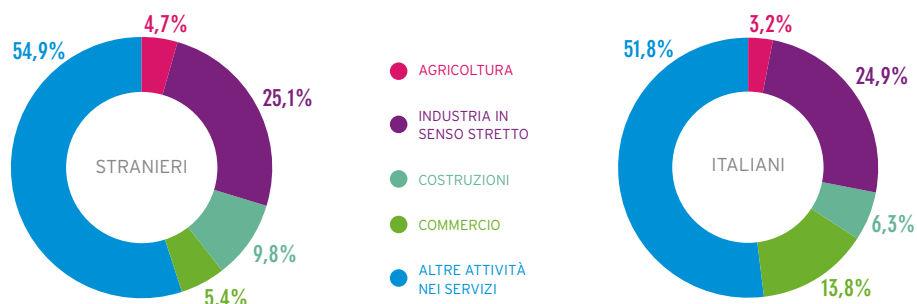 4,7%
54,9%
25,1%
STRANIERI
9,8%
5,4%
AGRICOLTURA
INDUSTRIA IN
SENSO STRETTO
COSTRUZIONI
COMMERCIO
ALTRE ATTIVITÀ
NEI SERVIZI
3,2%
51,8%
24,9%
ITALIANI
6,3%
13,8%